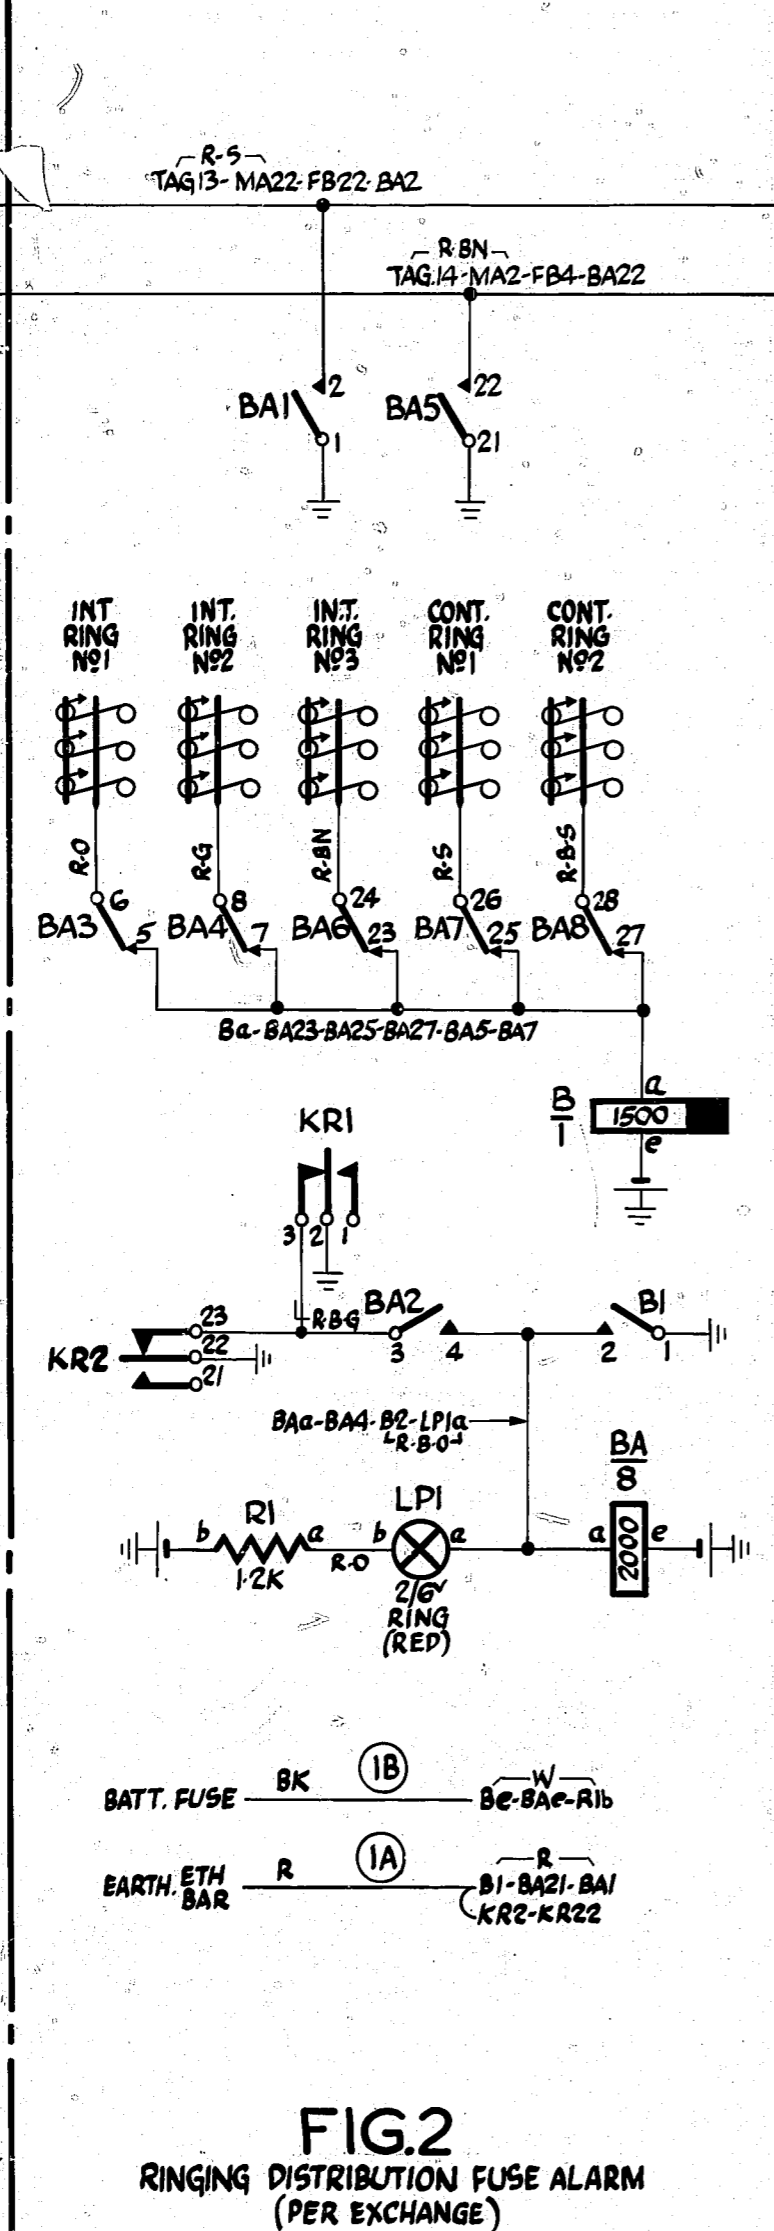 R-S
TAG13-MA22-FB22-BA2
R-BN
TAG.14-MA2-FB4-BA22
BA1 2 1
BA5 22 21
INT RING Nº1
INT. RING Nº2
INT. RING Nº3
CONT. RING Nº1
CONT. RING Nº2
R-O R-G R-BN R-S R-B-S
BA3 6 5
BA4 8 7
BA6 24 23
BA7 26 25
BA8 28 27
Ba-BA23-BA25-BA27-BA5-BA7
B/1 a 1500 e
KR1
3 2 1
R-B-G
KR2 23 22 21
BA2 3 4
B1 2 1
BAa-BA4-B2-LP1a
R-B-O
BA/8
a 2000 e
R1
b a
1·2K
R-O
LP1
b a
2/6v
RING
(RED)
BATT. FUSE BK 1B W
Be-BAe-R1b
EARTH. ETH BAR R 1A R
B1-BA21-BA1
KR2-KR22
FIG.2
RINGING DISTRIBUTION FUSE ALARM
(PER EXCHANGE)